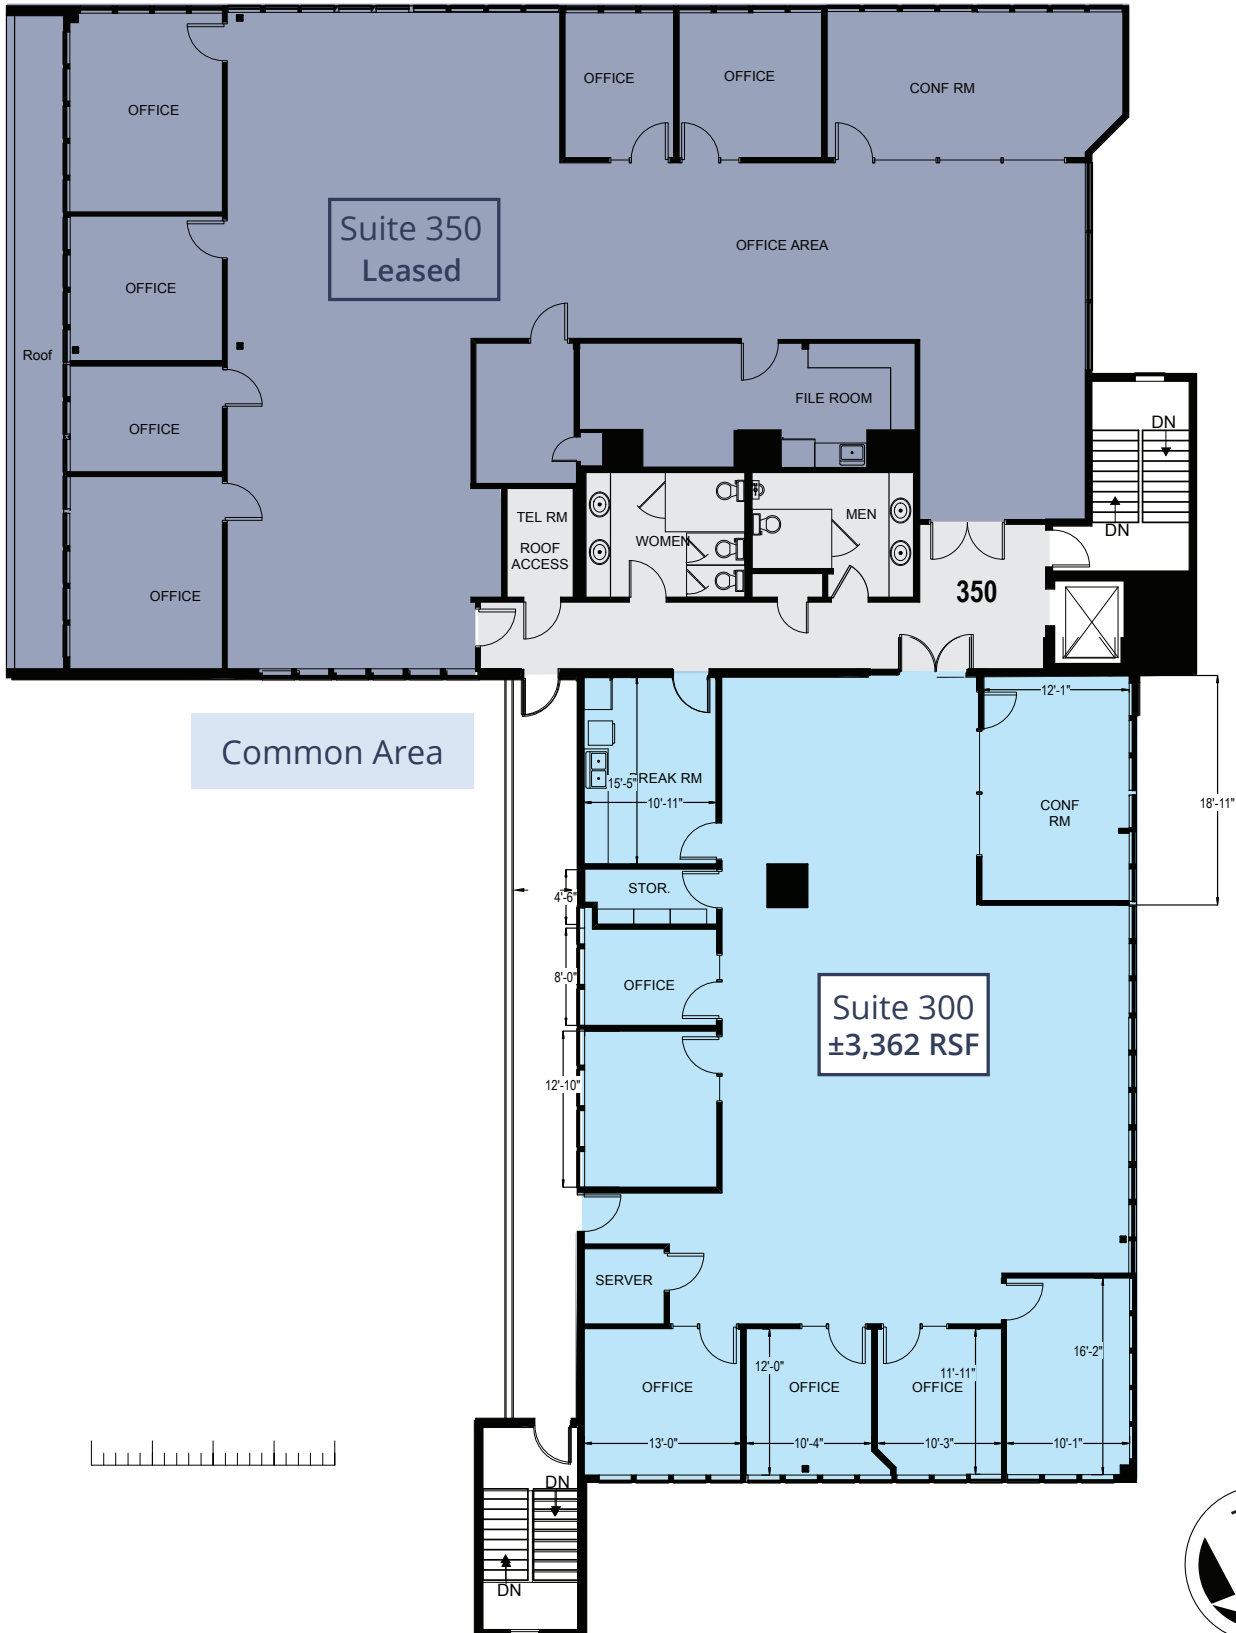 OFFICE
OFFICE
OFFICE
CONF RM
Suite 350
Leased
OFFICE AREA
OFFICE
Roof
FILE ROOM
OFFICE
DN
DN
TEL RM
ROOF
ACCESS
WOMEN
MEN
350
OFFICE
Common Area
12'-1"
15'-5"
REAK RM
10'-11"
CONF
RM
18'-11"
STOR.
4'-6"
8'-0"
OFFICE
Suite 300
±3,362 RSF
12'-10"
SERVER
12'-0"
11'-11"
16'-2"
OFFICE
OFFICE
OFFICE
13'-0"
10'-4"
10'-3"
10'-1"
DN
DN